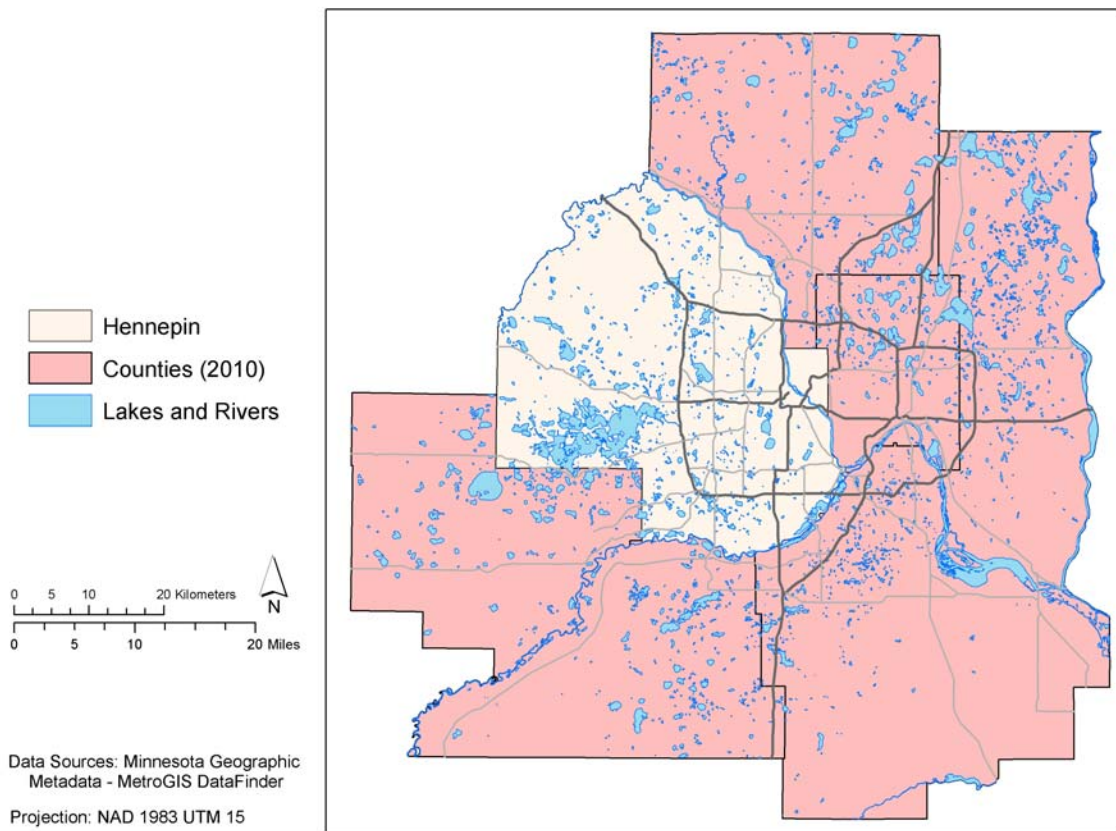 Hennepin
Counties (2010)
Lakes and Rivers
0 5 10 20 Kilometers
N
0 5 10 20 Miles
Data Sources: Minnesota Geographic
Metadata - MetroGIS DataFinder
Projection: NAD 1983 UTM 15